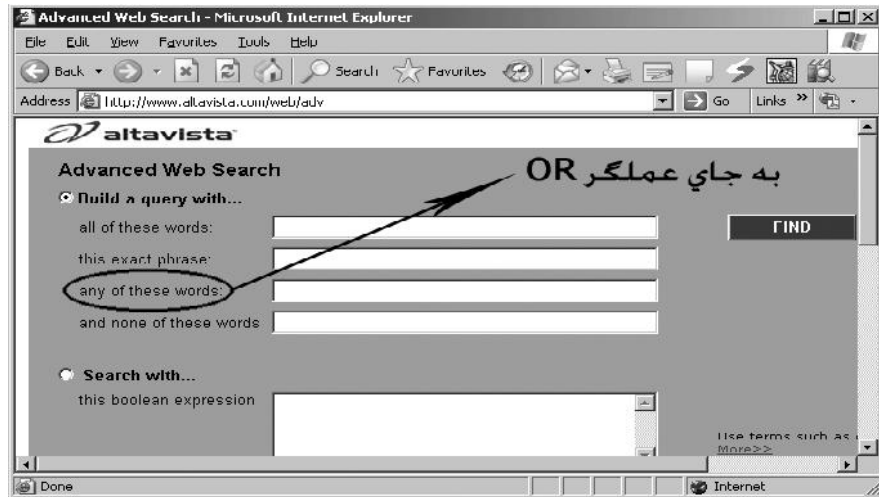 Advanced Web Search - Microsoft Internet Explorer
File Edit View Favorites Tools Help
Back Search Favorites
Address http://www.altavista.com/web/adv Go Links »
altavista
Advanced Web Search
به جاي عملگر OR
Build a query with...
all of these words:
FIND
this exact phrase:
any of these words:
and none of these words
Search with...
this boolean expression
Use terms such as
More>>
Done Internet